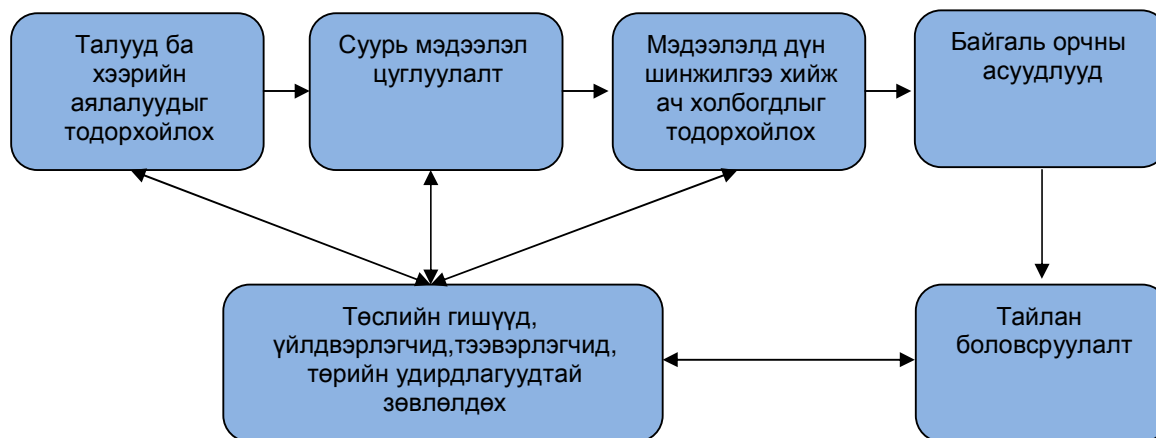 Талууд ба
хээрийн
аялалуудыг
тодорхойлох
Суурь мэдээлэл
цуглуулалт
Мэдээлэлд дүн
шинжилгээ хийж
ач холбогдлыг
тодорхойлох
Байгаль орчны
асуудлууд
Төслийн гишүүд,
үйлдвэрлэгчид,тээвэрлэгчид,
төрийн удирдлагуудтай
зөвлөлдөх
Тайлан
боловсруулалт